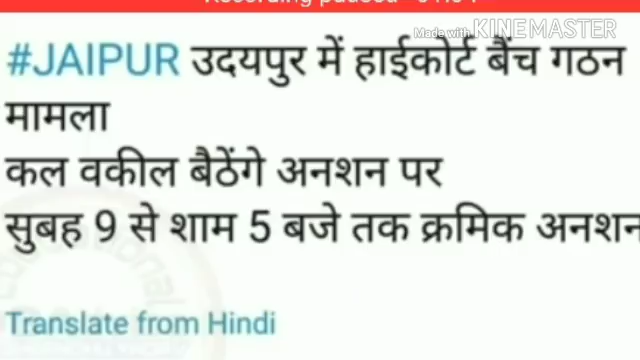 Made with KINEMASTER
#JAIPUR उदयपुर में हाईकोर्ट बैंच गठन
मामला
कल वकील बैठेंगे अनशन पर
सुबह 9 से शाम 5 बजे तक क्रमिक अनशन
Translate from Hindi